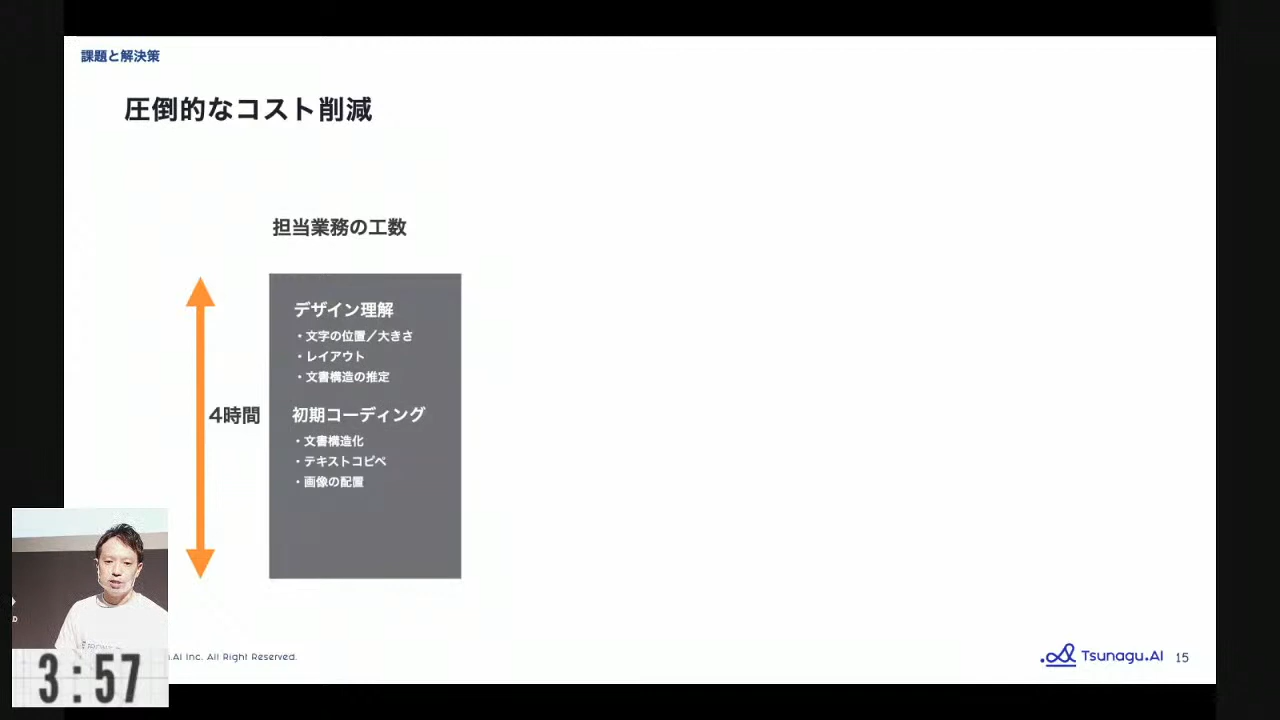 課題と解決策
圧倒的なコスト削減
担当業務の工数
デザイン理解
・文字の位置／大きさ
・レイアウト
・文書構造の推定
4時間
初期コーディング
・文書構造化
・テキストコピペ
・画像の配置
3:57
.AI Inc. All Right Reserved.
Tsunagu.AI
15